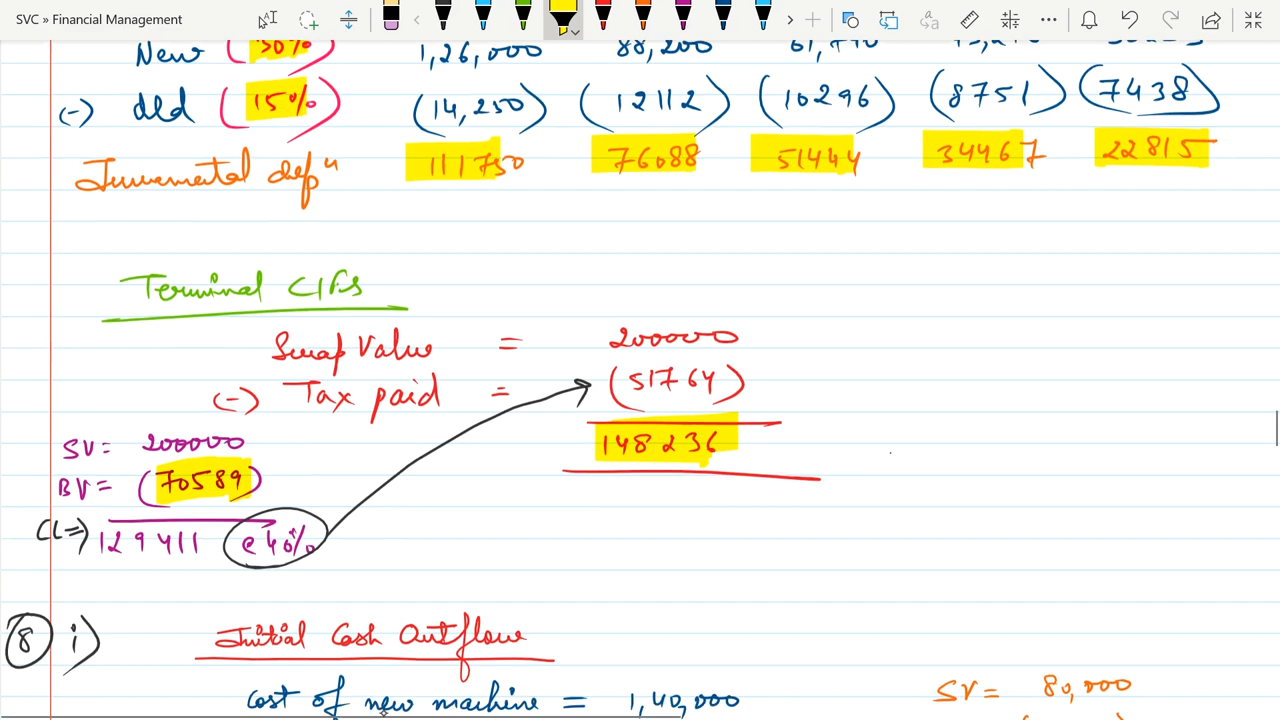 SVC » Financial Management
New (30%) 1,26,000 88,200
(-) Old (15%) (14,250) (12112) (10296) (8751) (7438)
Incremental depⁿ 111750 76088 51444 34467 22815
Terminal CIFs
Scrap Value = 200000
(-) Tax paid = (51764)
148236
SV = 200000
BV = (70589)
CG => 129411 @ 40%
8 i) Initial Cash Outflow
Cost of new machine = 1,40,000
SV = 80,000